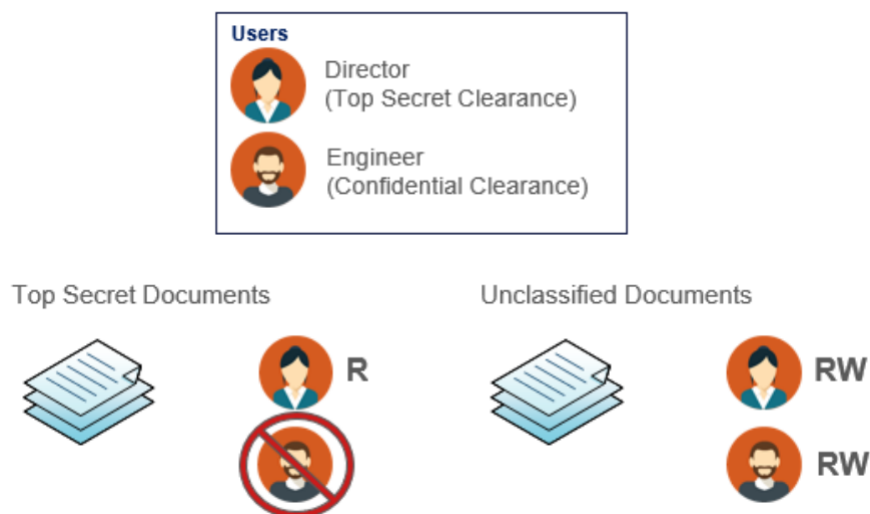 Users
Director
(Top Secret Clearance)
Engineer
(Confidential Clearance)
Top Secret Documents
Unclassified Documents
R
RW
RW